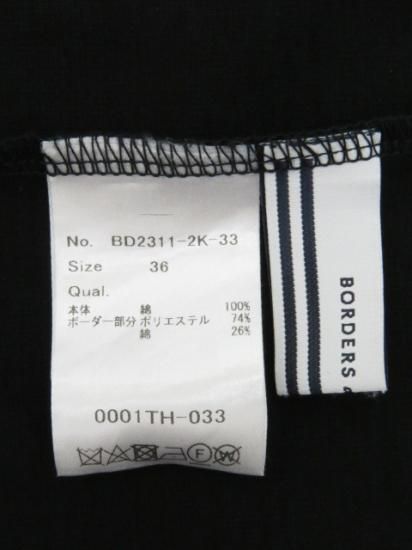 No. BD2311-2K-33
Size 36
Qual.
本体 綿 100%
ボーダー部分 ポリエステル 74%
綿 26%
0001TH-033
F W
BORDERS